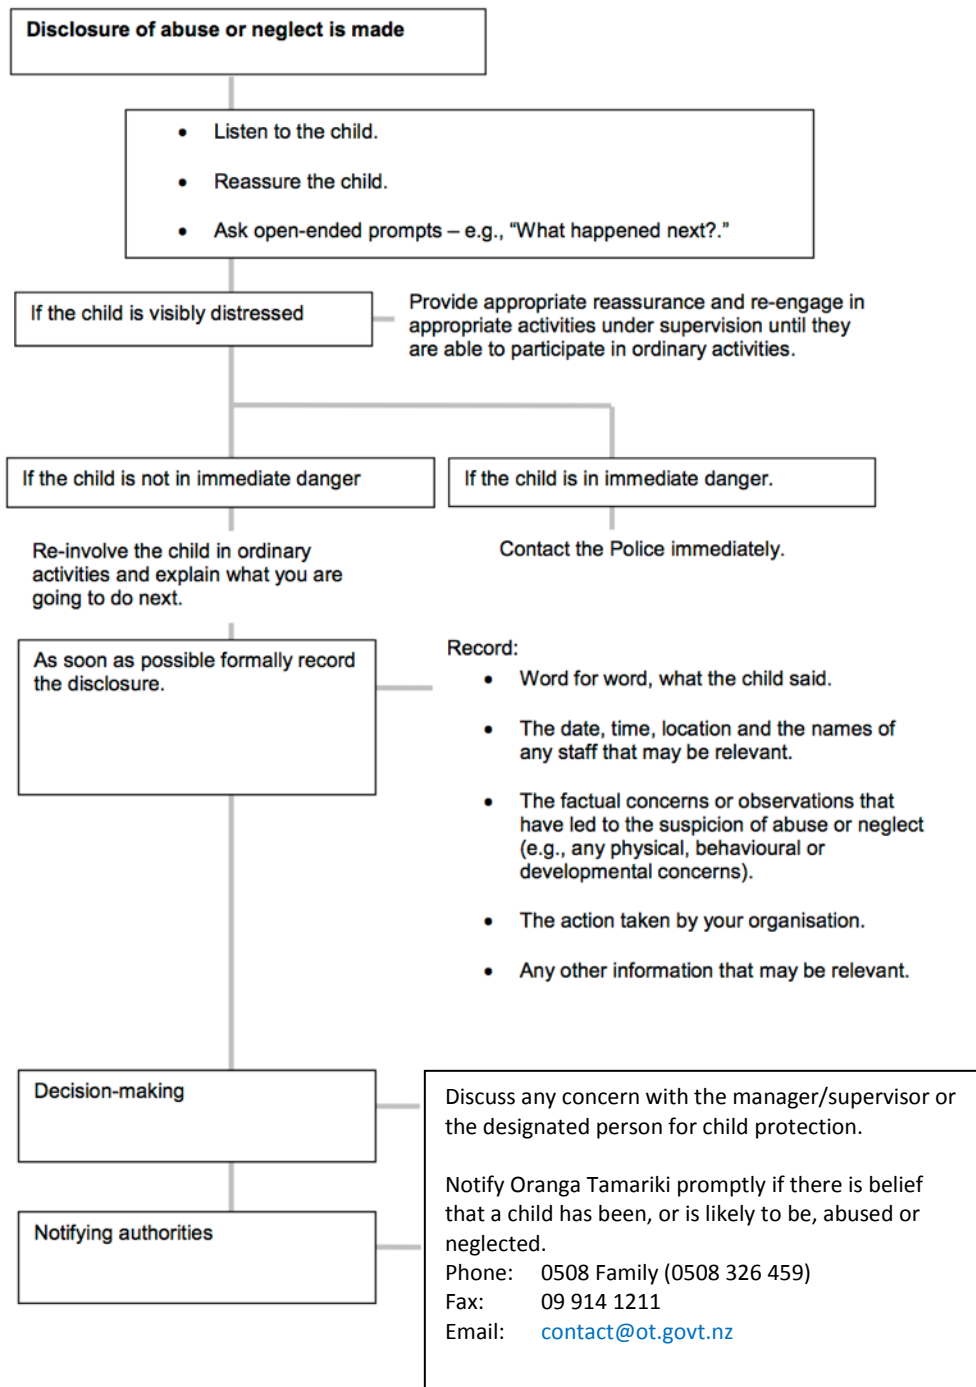 Disclosure of abuse or neglect is made
• Listen to the child.
• Reassure the child.
• Ask open-ended prompts – e.g., “What happened next?.”
If the child is visibly distressed
Provide appropriate reassurance and re-engage in
appropriate activities under supervision until they
are able to participate in ordinary activities.
If the child is not in immediate danger
If the child is in immediate danger.
Re-involve the child in ordinary
activities and explain what you are
going to do next.
Contact the Police immediately.
As soon as possible formally record
the disclosure.
Record:
• Word for word, what the child said.
• The date, time, location and the names of
any staff that may be relevant.
• The factual concerns or observations that
have led to the suspicion of abuse or neglect
(e.g., any physical, behavioural or
developmental concerns).
• The action taken by your organisation.
• Any other information that may be relevant.
Decision-making
Discuss any concern with the manager/supervisor or
the designated person for child protection.
Notifying authorities
Notify Oranga Tamariki promptly if there is belief
that a child has been, or is likely to be, abused or
neglected.
Phone: 0508 Family (0508 326 459)
Fax: 09 914 1211
Email: contact@ot.govt.nz